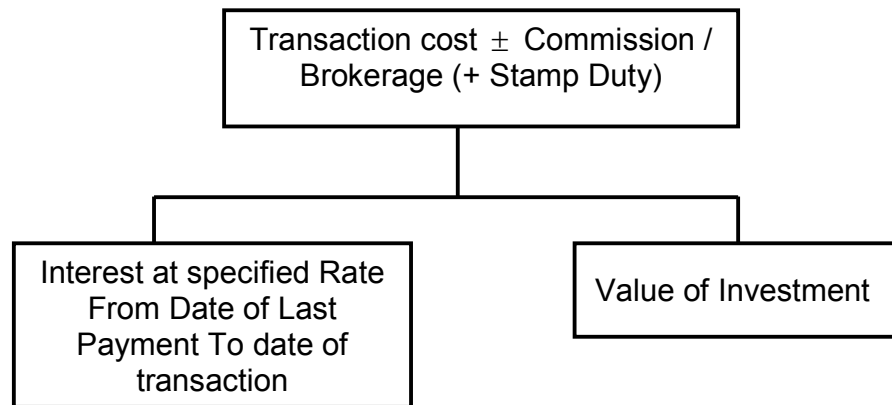 Transaction cost ± Commission /
Brokerage (+ Stamp Duty)
Interest at specified Rate
From Date of Last
Payment To date of
transaction
Value of Investment